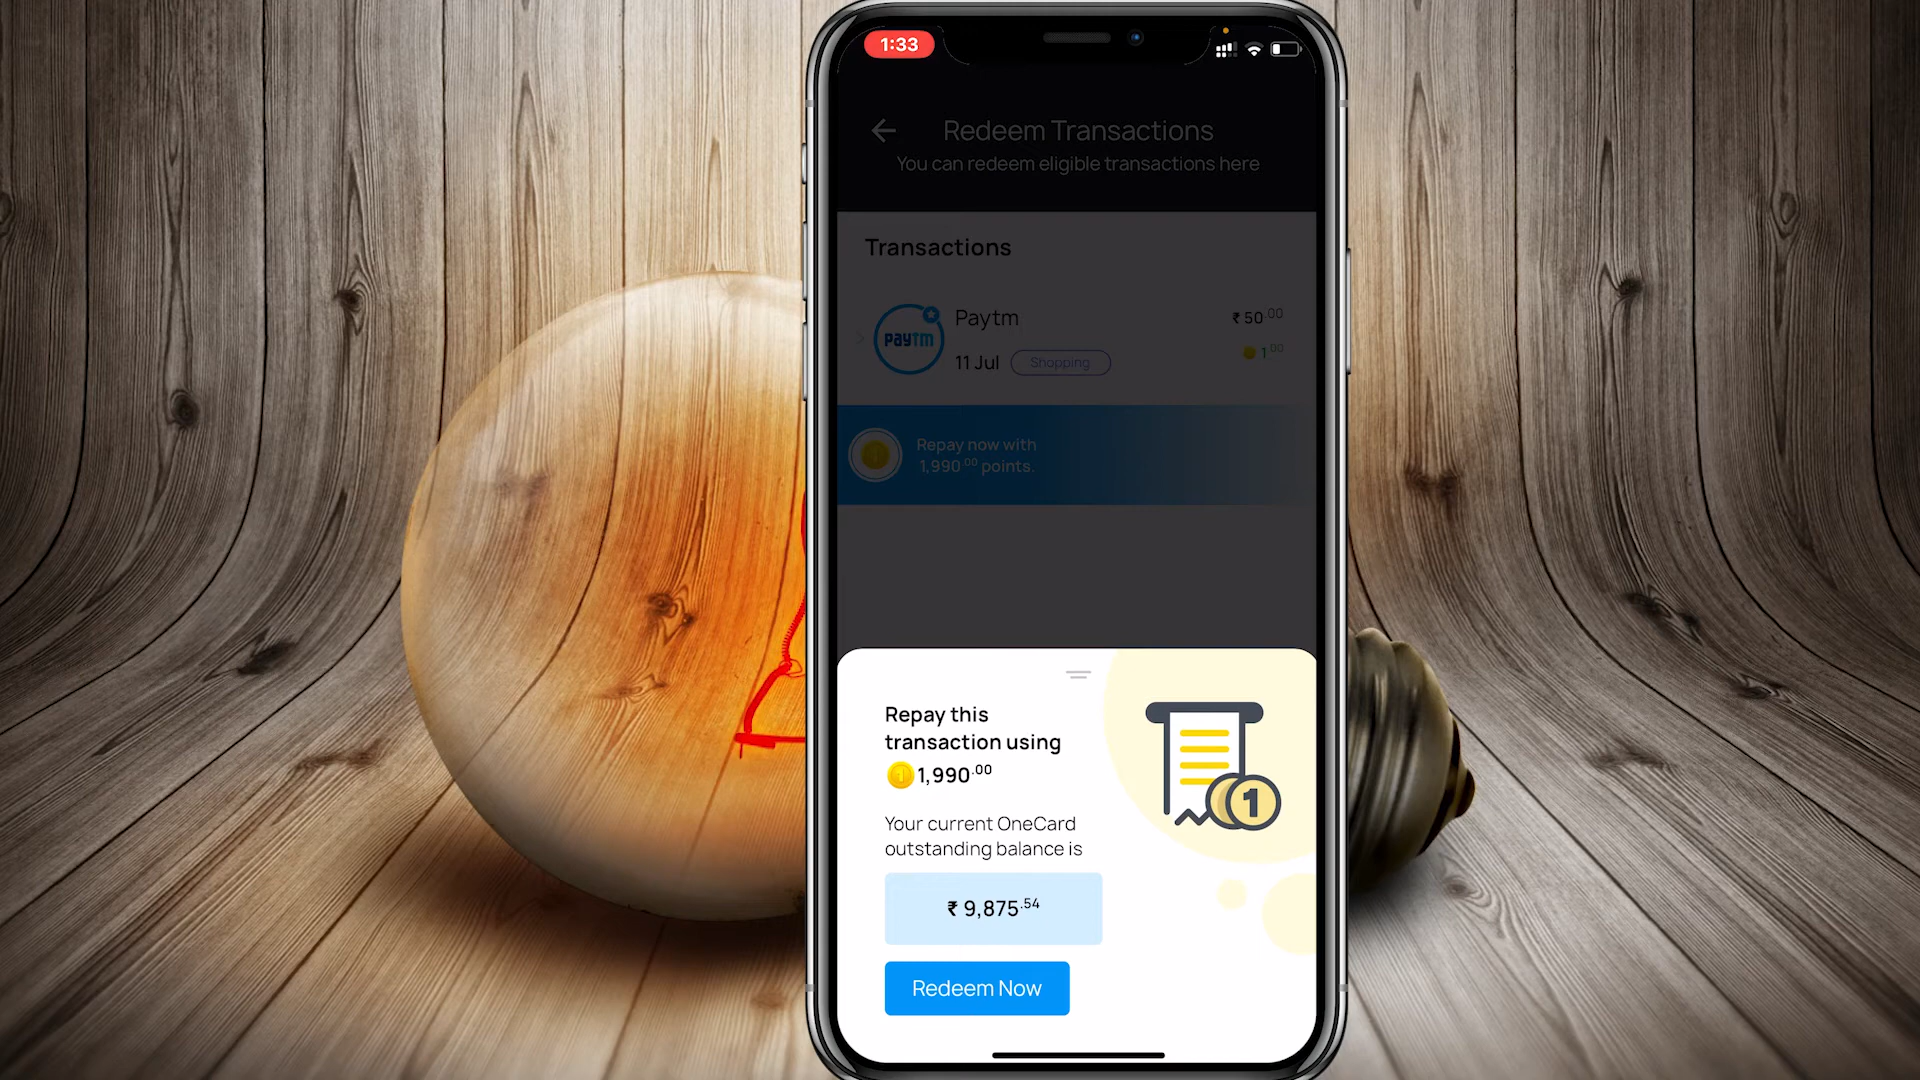 1:33
Redeem Transactions
You can redeem eligible transactions here
Transactions
paytm
Paytm
₹ 50.00
11 Jul
Shopping
1.00
Repay now with
1,990.00 points.
Repay this
transaction using
1
1,990.00
1
Your current OneCard
outstanding balance is
₹ 9,875.54
Redeem Now